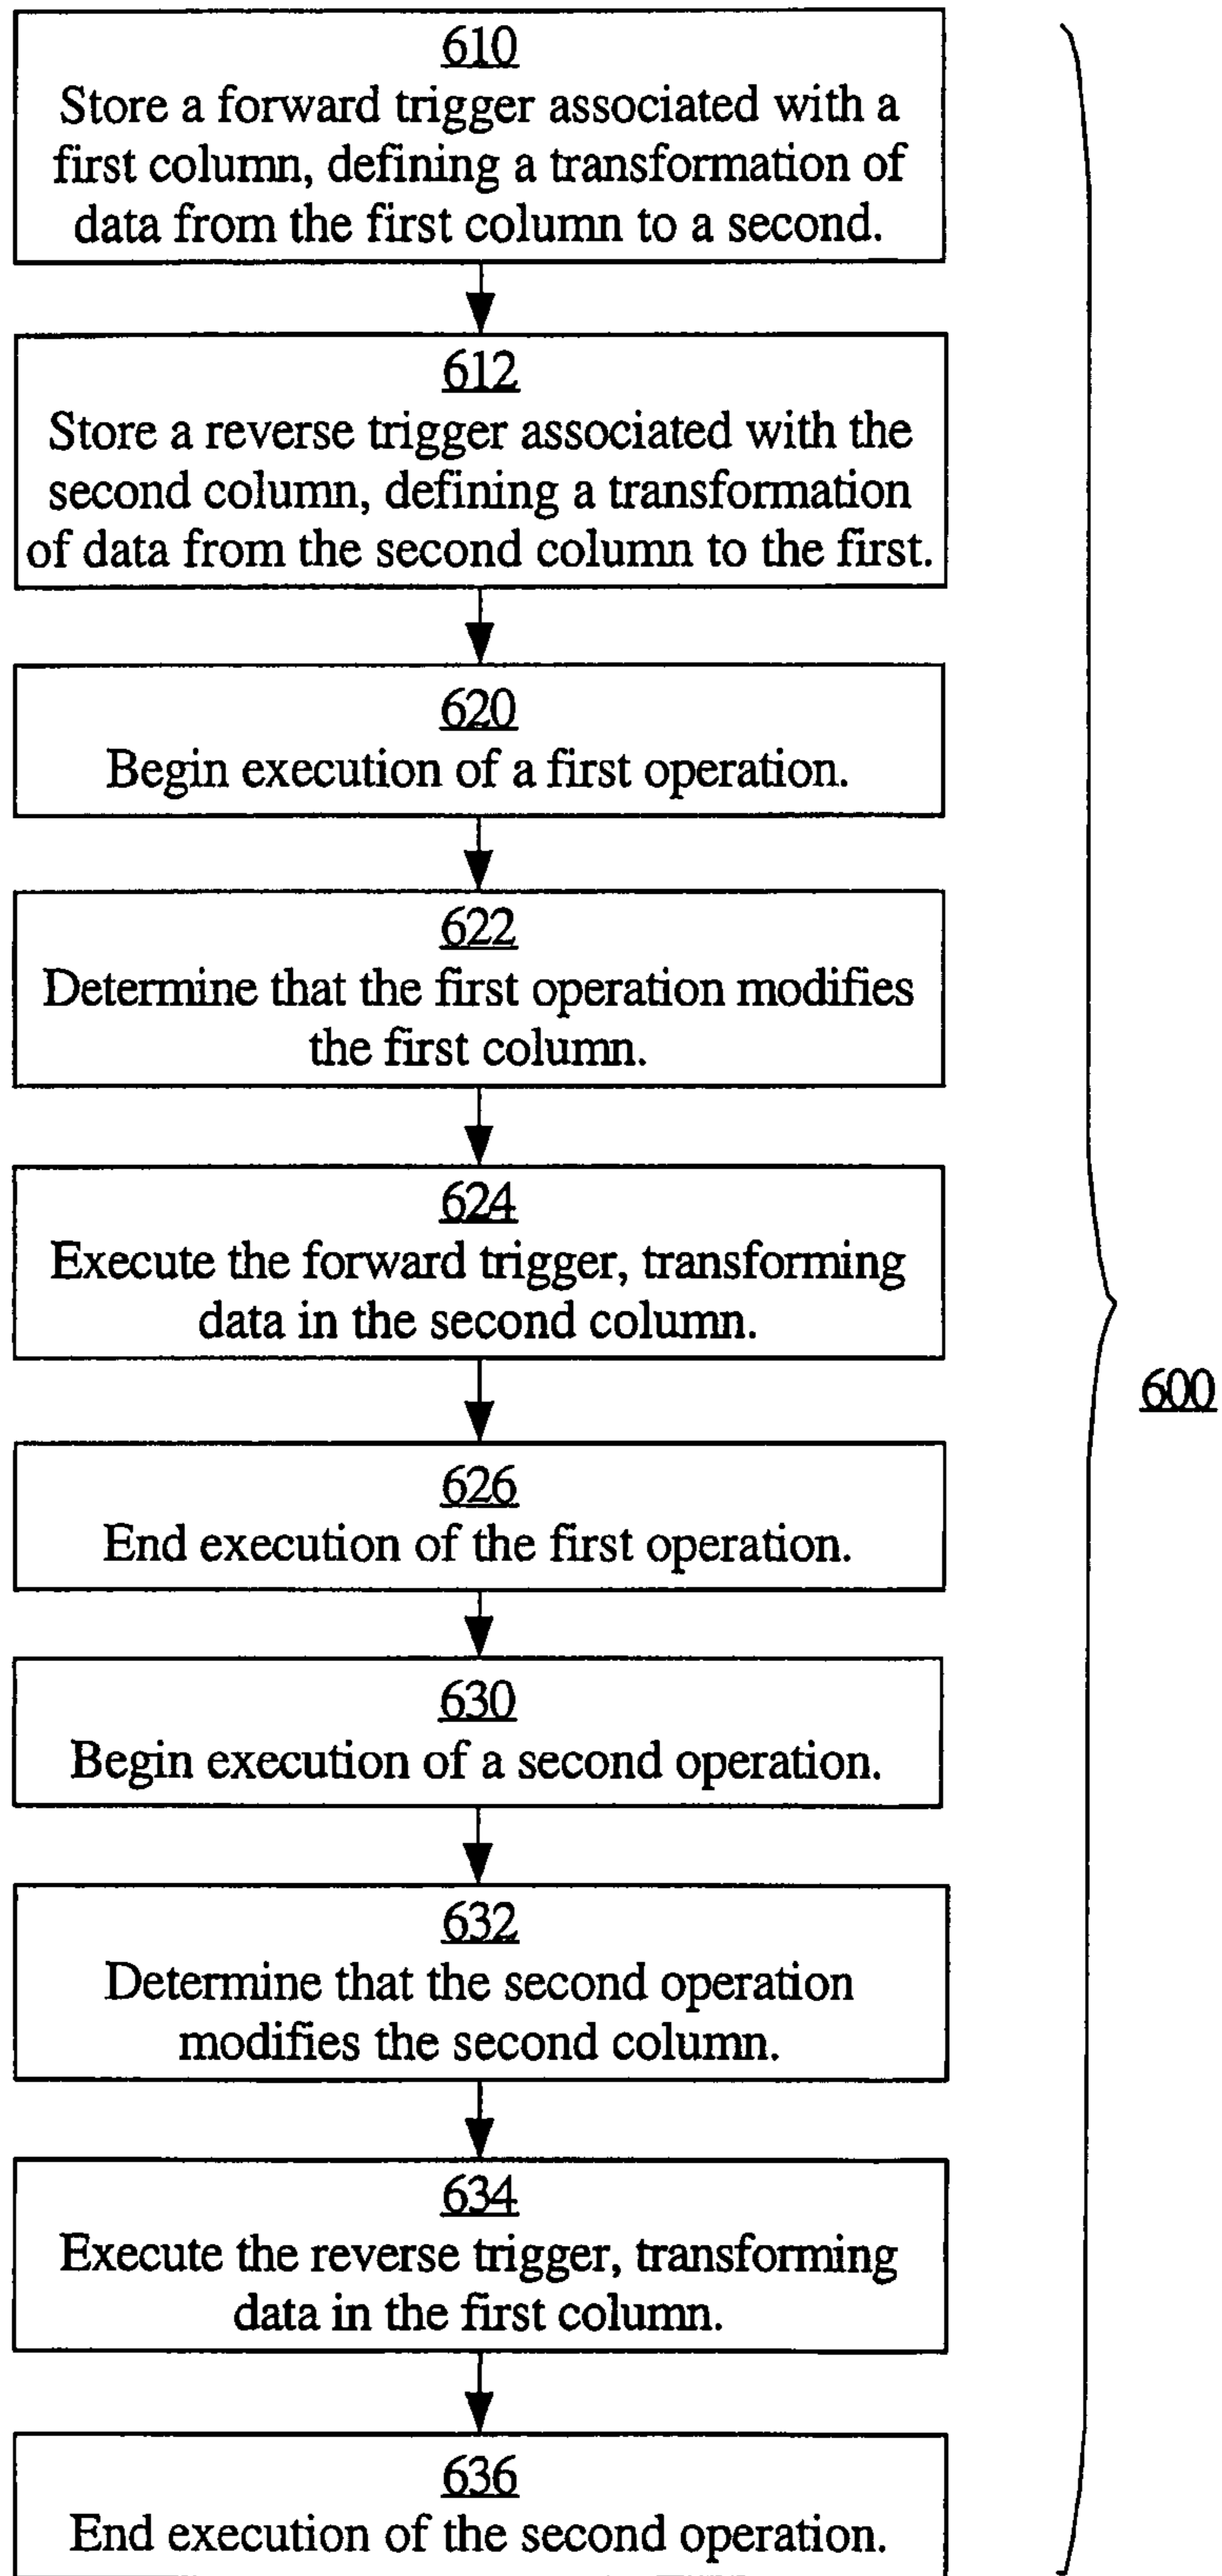 610
Store a forward trigger associated with a
first column, defining a transformation of
data from the first column to a second.
612
Store a reverse trigger associated with the
second column, defining a transformation
of data from the second column to the first.
620
Begin execution of a first operation.
622
Determine that the first operation modifies
the first column.
624
Execute the forward trigger, transforming
data in the second column.
600
626
End execution of the first operation.
630
Begin execution of a second operation.
632
Determine that the second operation
modifies the second column.
634
Execute the reverse trigger, transforming
data in the first column.
636
End execution of the second operation.